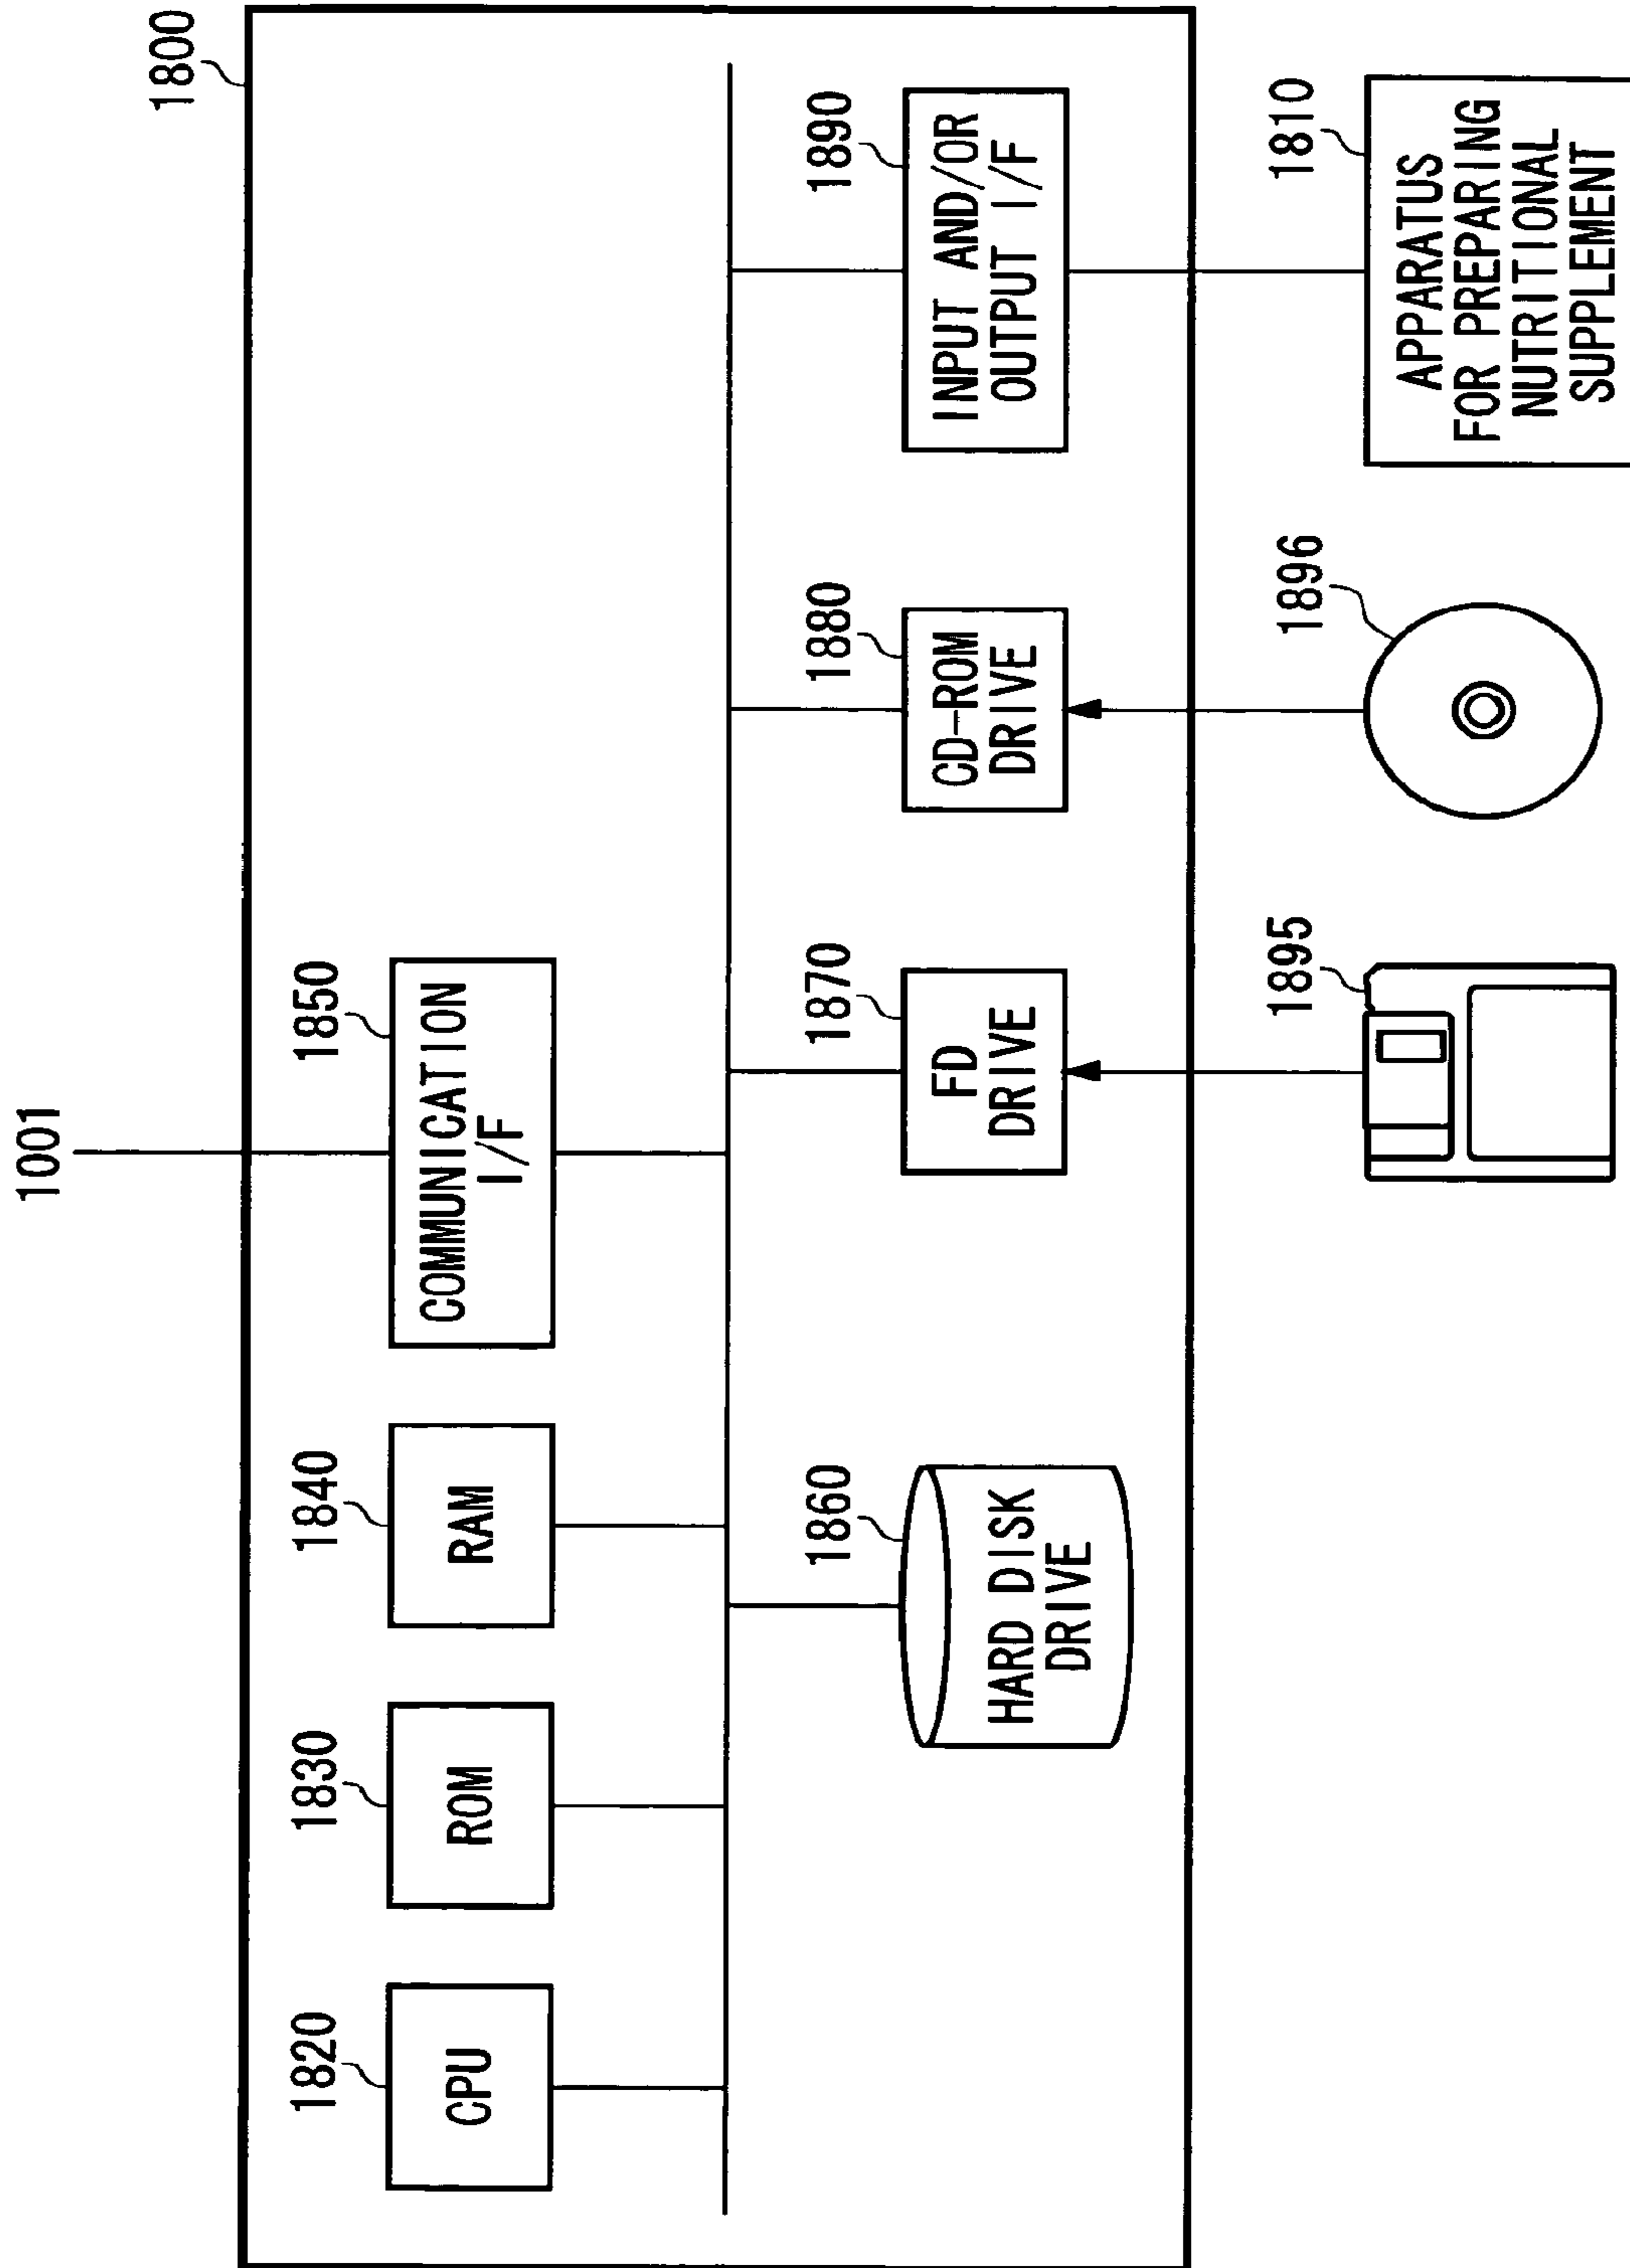 1001
1800
1820
CPU
1830
ROM
1840
RAM
1850
COMMUNICATION
I/F
1860
HARD DISK
DRIVE
1870
FD
DRIVE
1880
CD-ROM
DRIVE
1890
INPUT AND/OR
OUTPUT I/F
1895
1896
1810
APPARATUS
FOR PREPARING
NUTRITIONAL
SUPPLEMENT